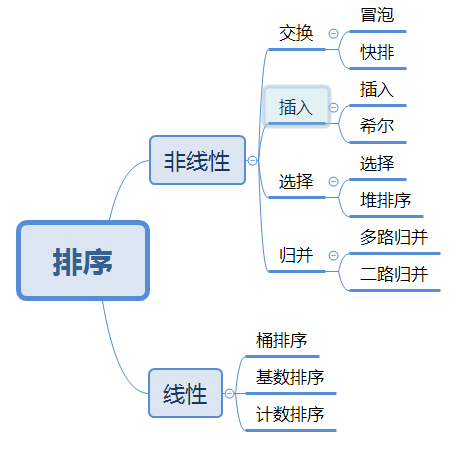 排序
非线性
交换
冒泡
快排
插入
插入
希尔
选择
选择
堆排序
归并
多路归并
二路归并
线性
桶排序
基数排序
计数排序